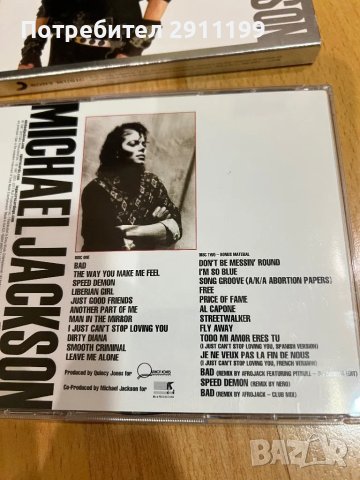 Потребител 2911199
SON
MICHAEL JACKSON
DISC ONE
BAD
THE WAY YOU MAKE ME FEEL
SPEED DEMON
LIBERIAN GIRL
JUST GOOD FRIENDS
ANOTHER PART OF ME
MAN IN THE MIRROR
I JUST CAN'T STOP LOVING YOU
DIRTY DIANA
SMOOTH CRIMINAL
LEAVE ME ALONE
Produced by Quincy Jones for
QUINCY JONES
Co-Produced by Michael Jackson for
DISC TWO - BONUS MATERIAL
DON'T BE MESSIN' 'ROUND
I'M SO BLUE
SONG GROOVE (A/K/A ABORTION PAPERS)
FREE
PRICE OF FAME
AL CAPONE
STREETWALKER
FLY AWAY
TODO MI AMOR ERES TU
(I JUST CAN'T STOP LOVING YOU, SPANISH VERSION)
JE NE VEUX PAS LA FIN DE NOUS
(I JUST CAN'T STOP LOVING YOU, FRENCH VERSION)
BAD (REMIX BY AFROJACK FEATURING PITBULL - EDIT)
SPEED DEMON (REMIX BY NERO)
BAD (REMIX BY AFROJACK - CLUB MIX)
БАZAR